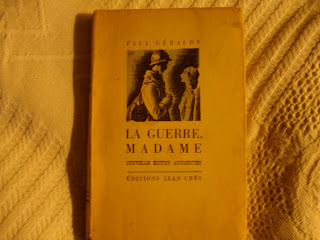 PAUL GÉRALDY
LA GUERRE,
MADAME
NOUVELLE ÉDITION AUGMENTÉE
ÉDITIONS JEAN CRÈS